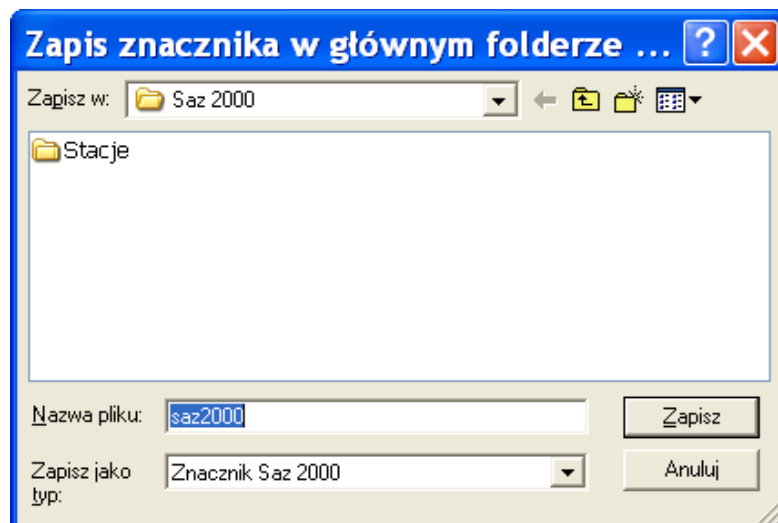 Zapis znacznika w głównym folderze ...
Zapisz w: Saz 2000
Stacje
Nazwa pliku: saz2000 Zapisz
Zapisz jako typ: Znacznik Saz 2000 Anuluj